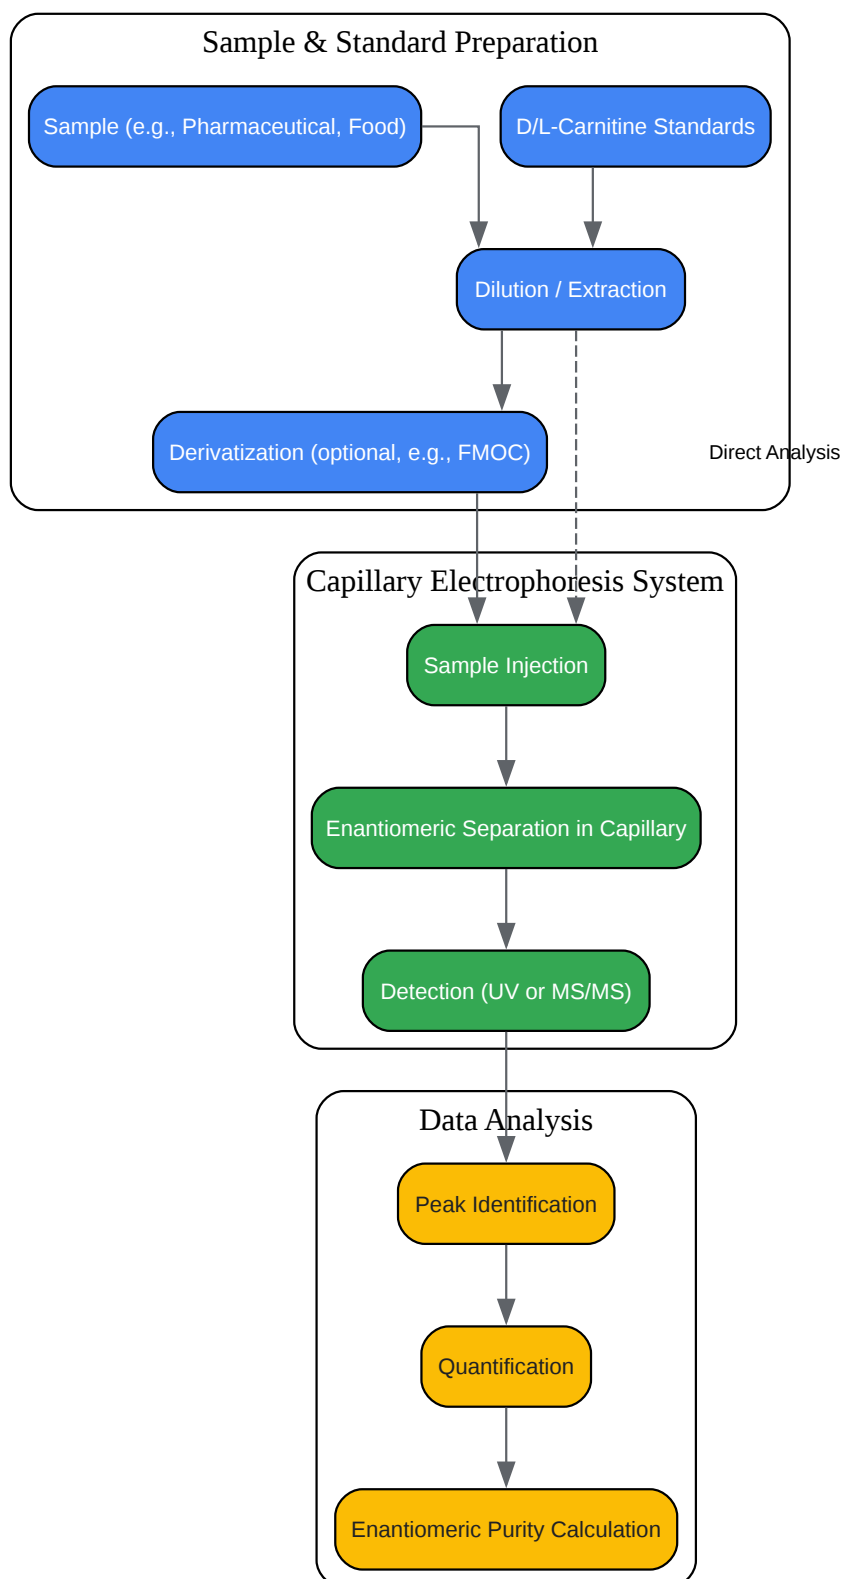 Sample & Standard Preparation
Sample (e.g., Pharmaceutical, Food)
D/L-Carnitine Standards
Dilution / Extraction
Derivatization (optional, e.g., FMOC)
Direct Analysis
Capillary Electrophoresis System
Sample Injection
Enantiomeric Separation in Capillary
Detection (UV or MS/MS)
Data Analysis
Peak Identification
Quantification
Enantiomeric Purity Calculation